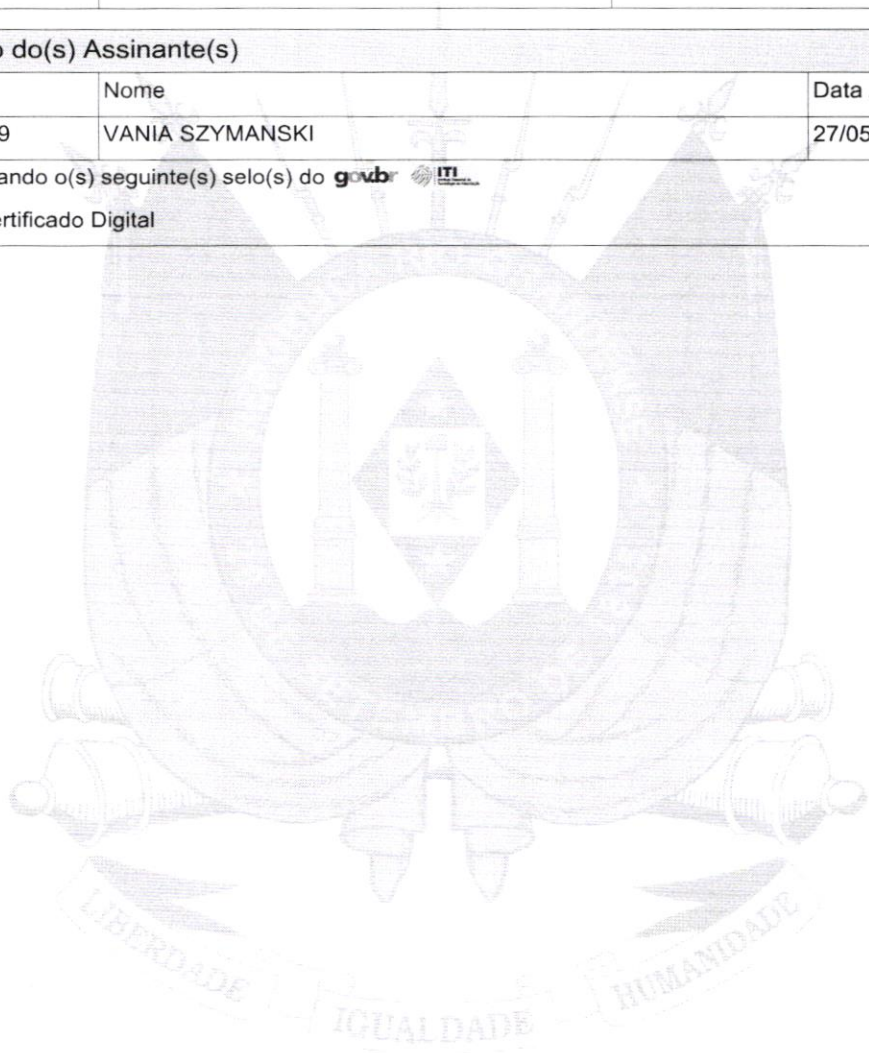 o do(s) Assinante(s)
Nome
Data
9
VANIA SZYMANSKI
27/05
ando o(s) seguinte(s) selo(s) do gov.br ITI
ertificado Digital
LIBERDADE
IGUALDADE
HUMANIDADE